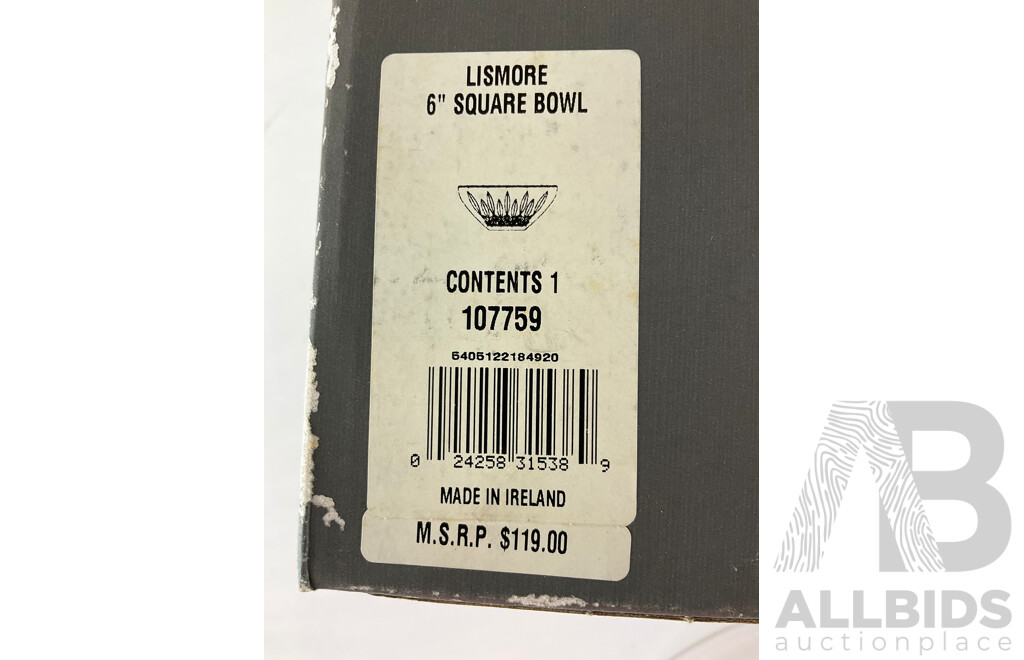 LISMORE
6" SQUARE BOWL
CONTENTS 1
107759
5405122184920
0 24258 31538 9
MADE IN IRELAND
M.S.R.P. $119.00
AB
ALLBIDS
auctionplace